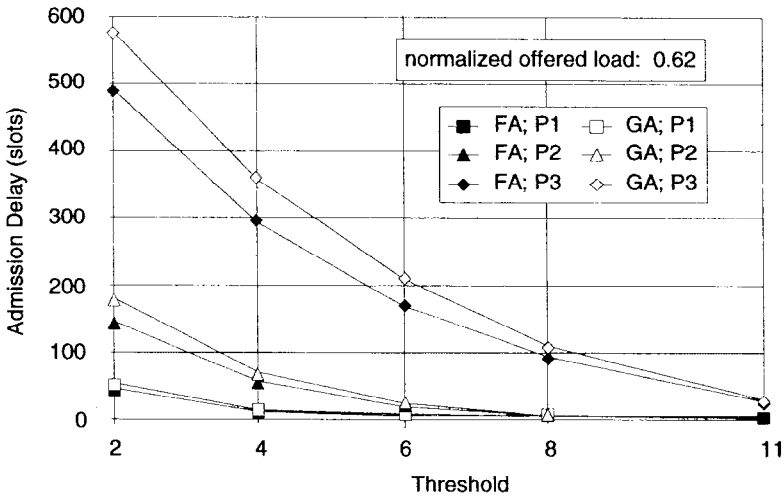 600
500
400
300
200
100
0
Admission Delay (slots)
normalized offered load: 0.62
FA; P1 GA; P1
FA; P2 GA; P2
FA; P3 GA; P3
2 4 6 8 11
Threshold